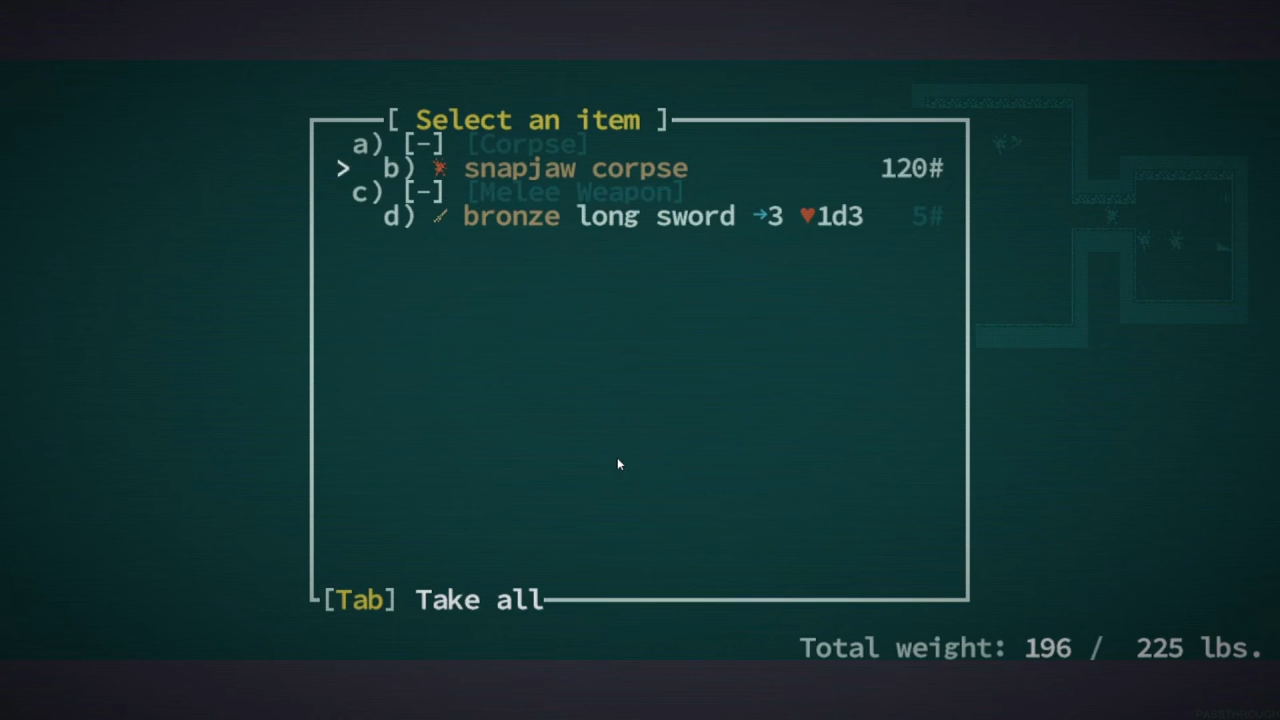 [ Select an item ]
a) [-] [Corpse]
> b) snapjaw corpse 120#
c) [-] [Melee Weapon]
d) bronze long sword →3 ♥1d3 5#
[Tab] Take all
Total weight: 196 / 225 lbs.